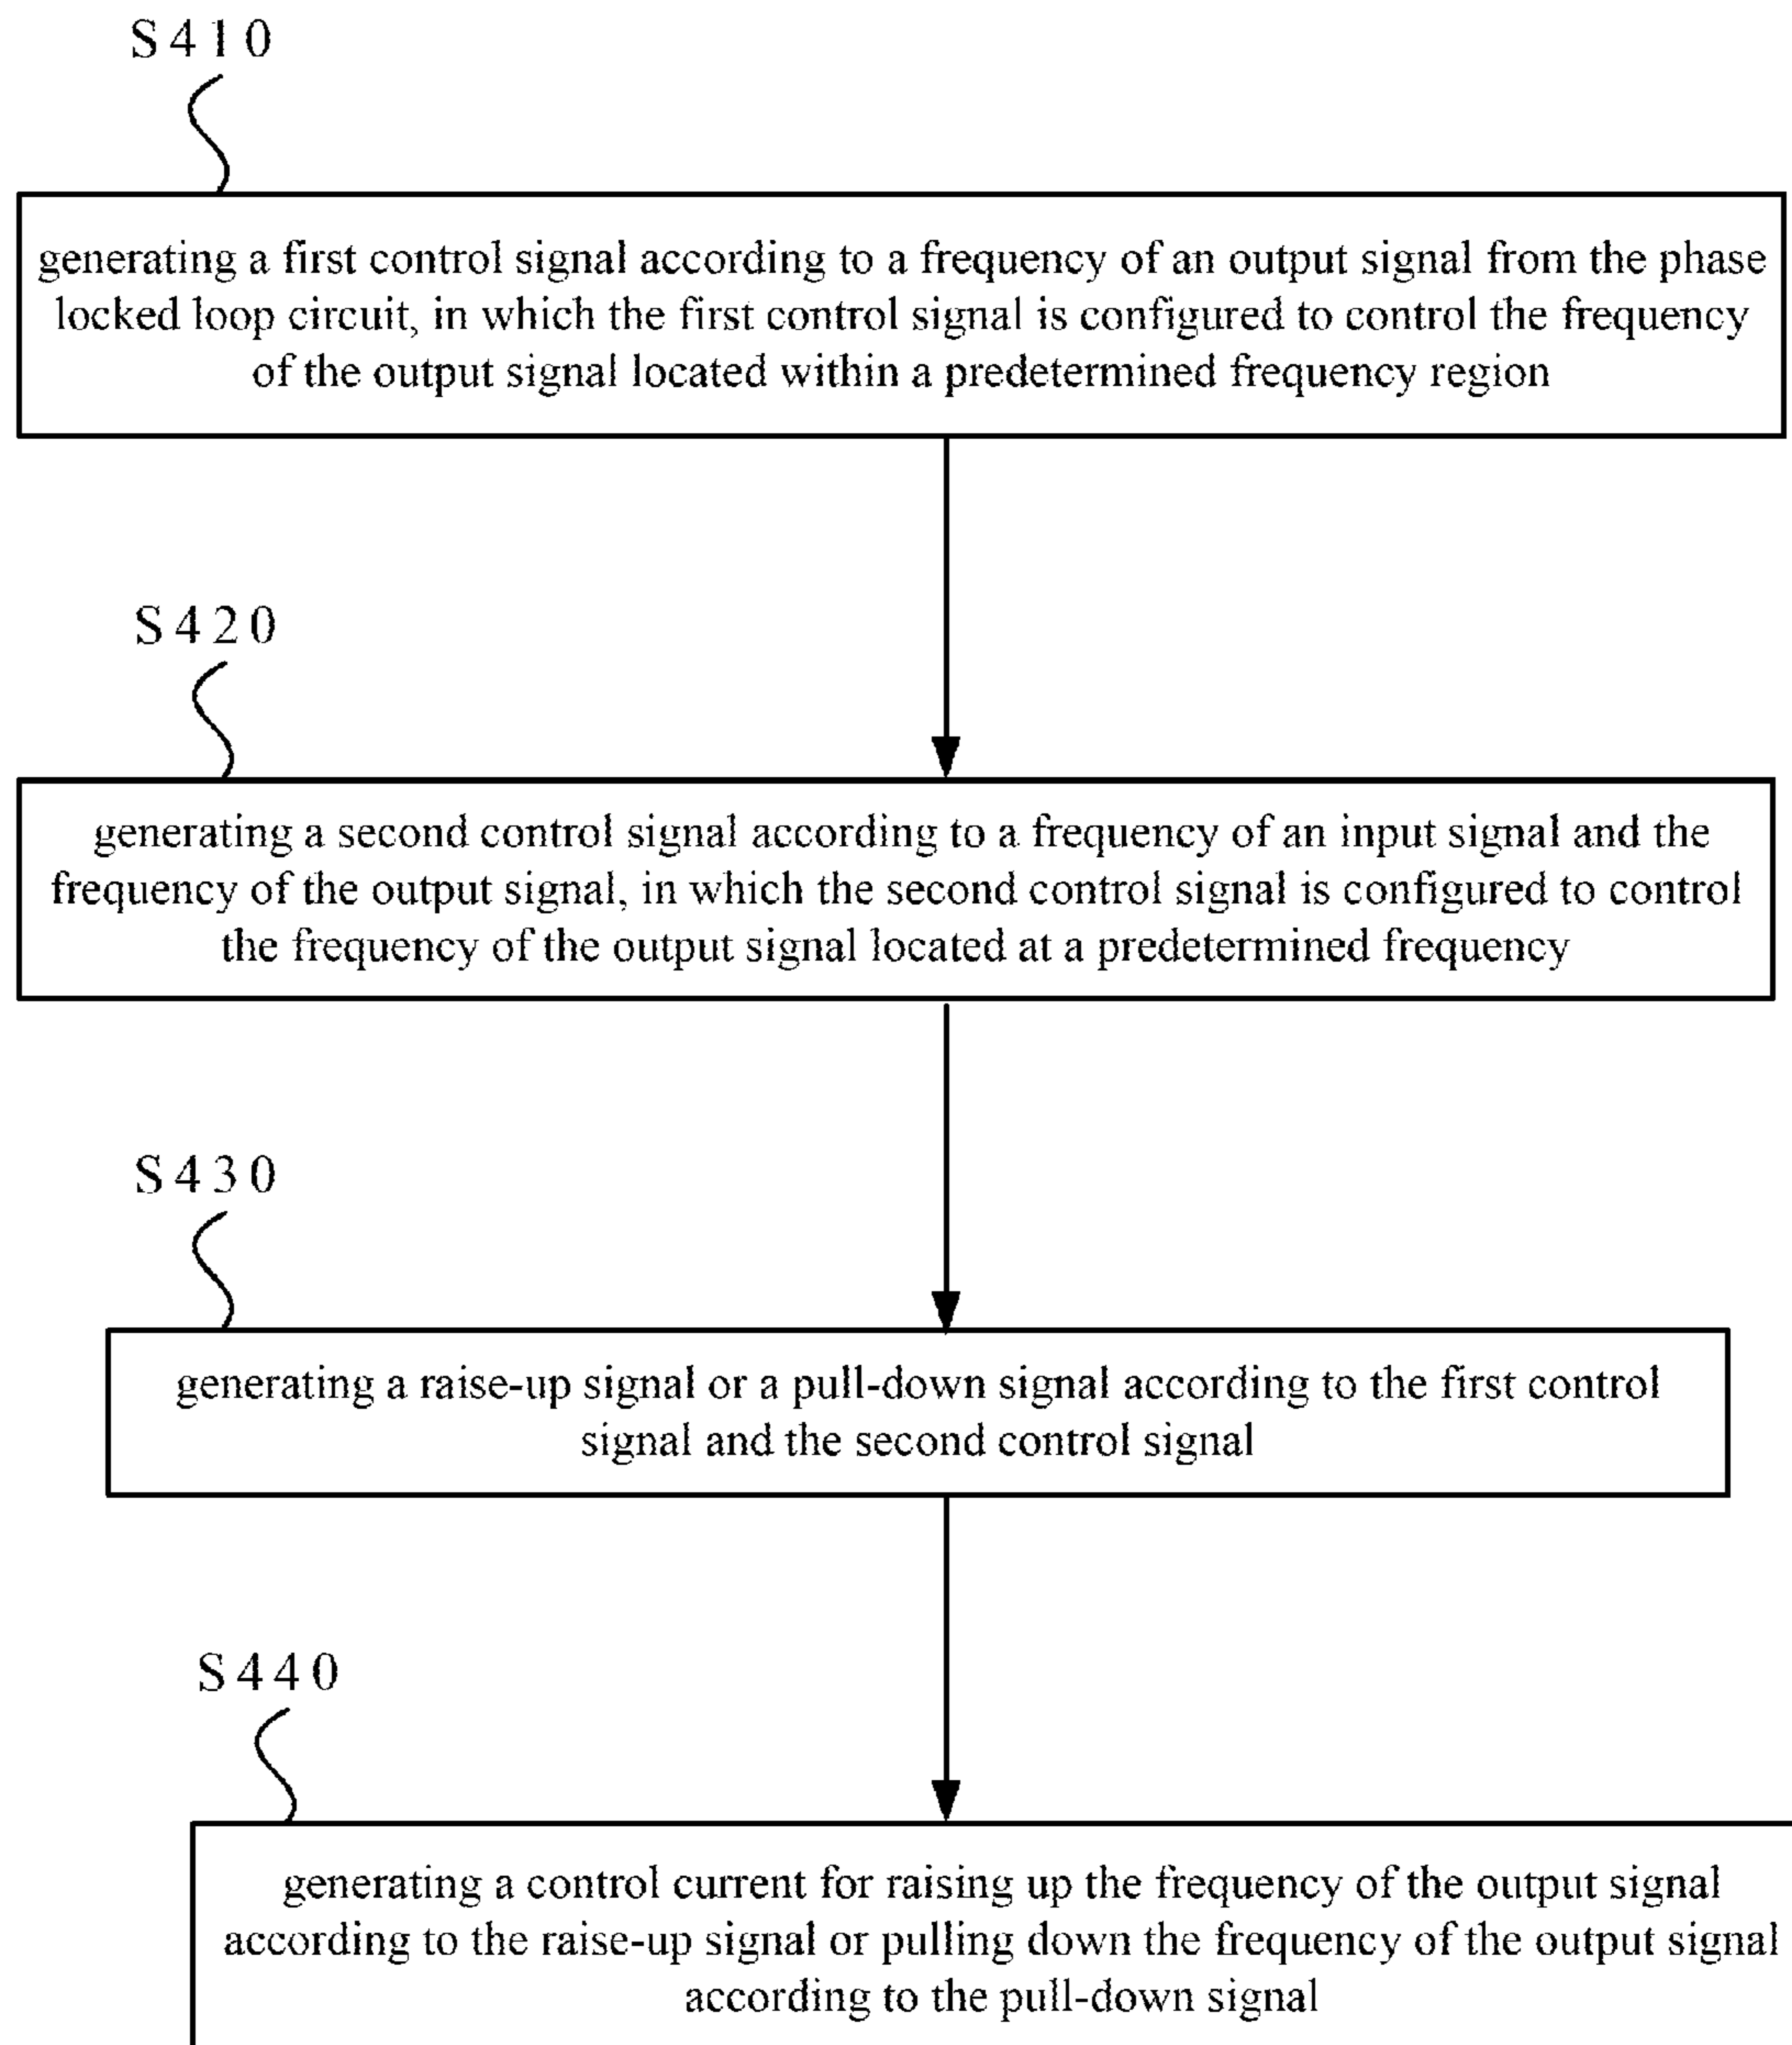 S410
generating a first control signal according to a frequency of an output signal from the phase
locked loop circuit, in which the first control signal is configured to control the frequency
of the output signal located within a predetermined frequency region
S420
generating a second control signal according to a frequency of an input signal and the
frequency of the output signal, in which the second control signal is configured to control
the frequency of the output signal located at a predetermined frequency
S430
generating a raise-up signal or a pull-down signal according to the first control
signal and the second control signal
S440
generating a control current for raising up the frequency of the output signal
according to the raise-up signal or pulling down the frequency of the output signal
according to the pull-down signal